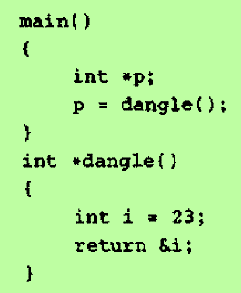 main()
{
int *p;
p = dangle();
}
int *dangle()
{
int i = 23;
return &i;
}